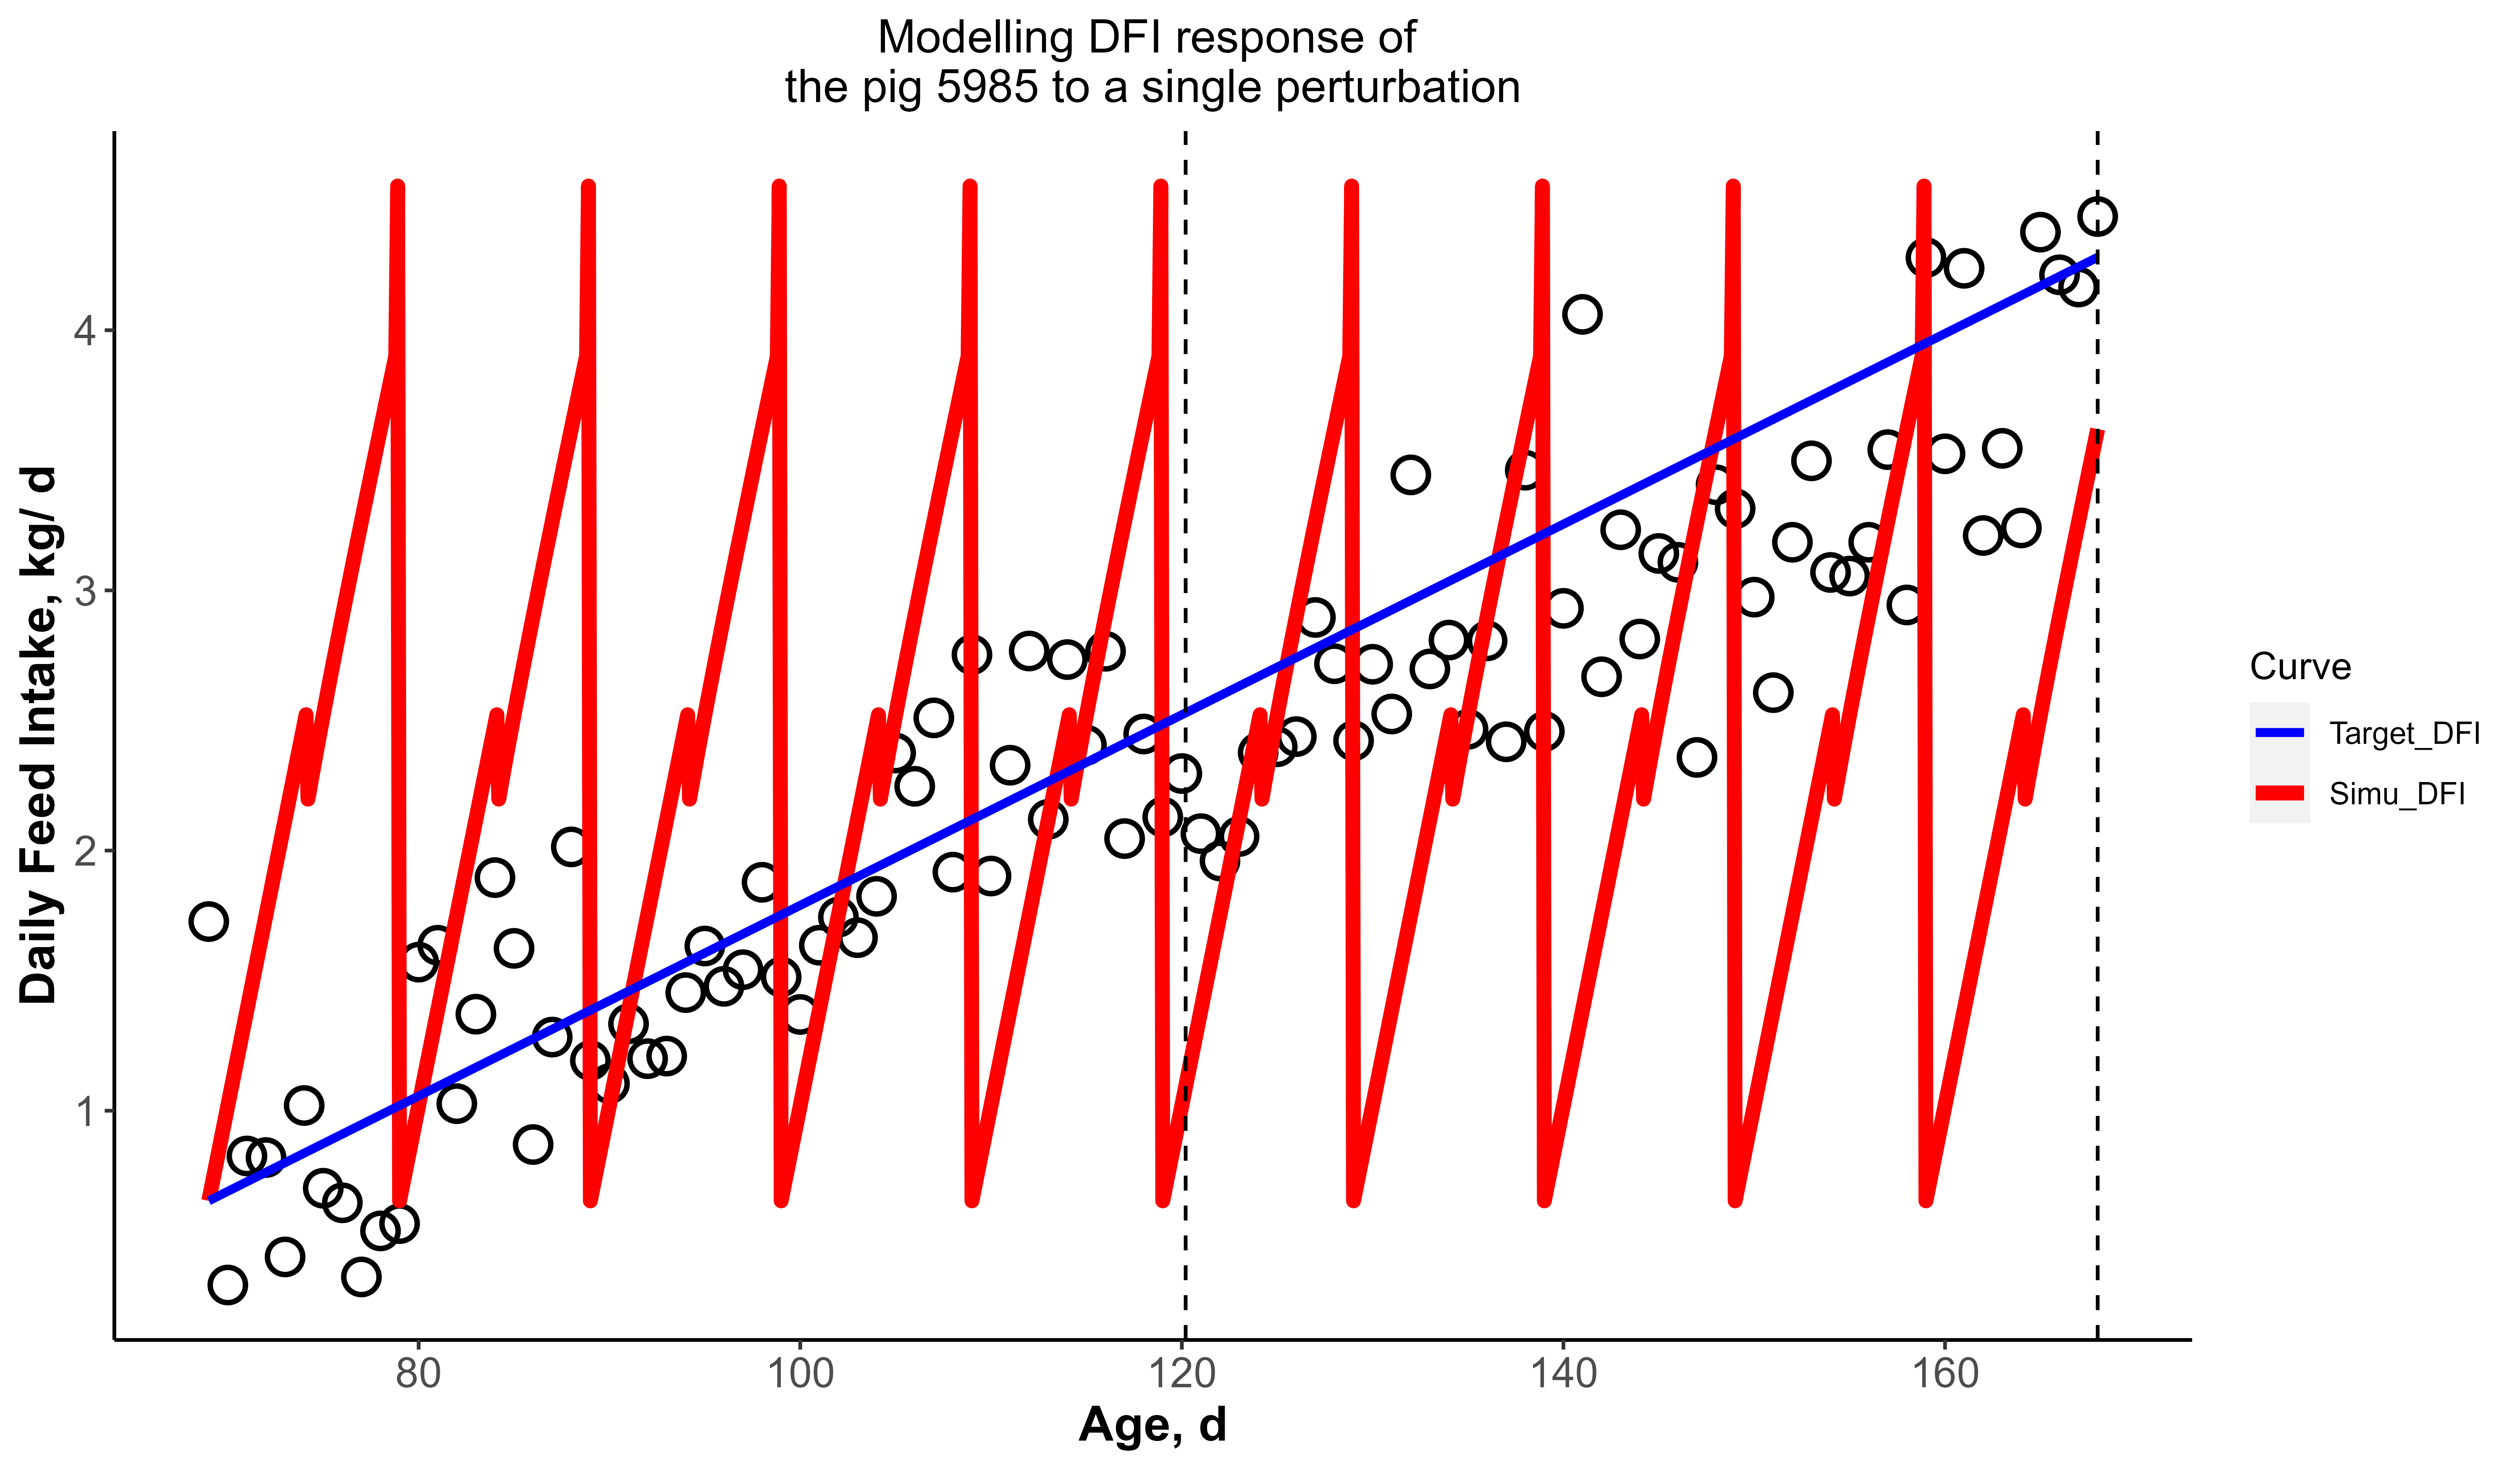 Modelling DFI response of
the pig 5985 to a single perturbation
Daily Feed Intake, kg/ d
4
3
2
1
80 100 120 140 160
Age, d
Curve
Target_DFI
Simu_DFI